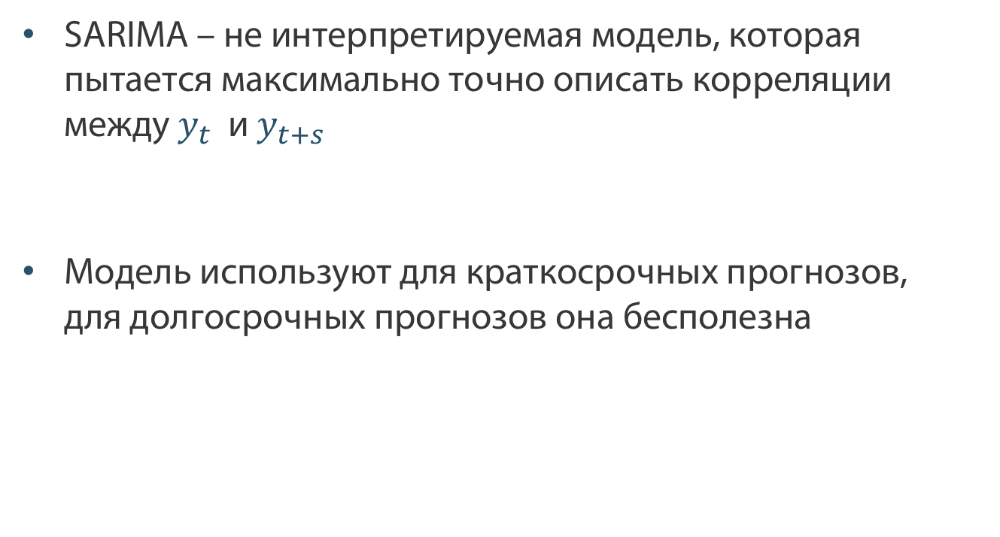 • SARIMA – не интерпретируемая модель, которая
пытается максимально точно описать корреляции
между y_t и y_{t+s}
• Модель используют для краткосрочных прогнозов,
для долгосрочных прогнозов она бесполезна